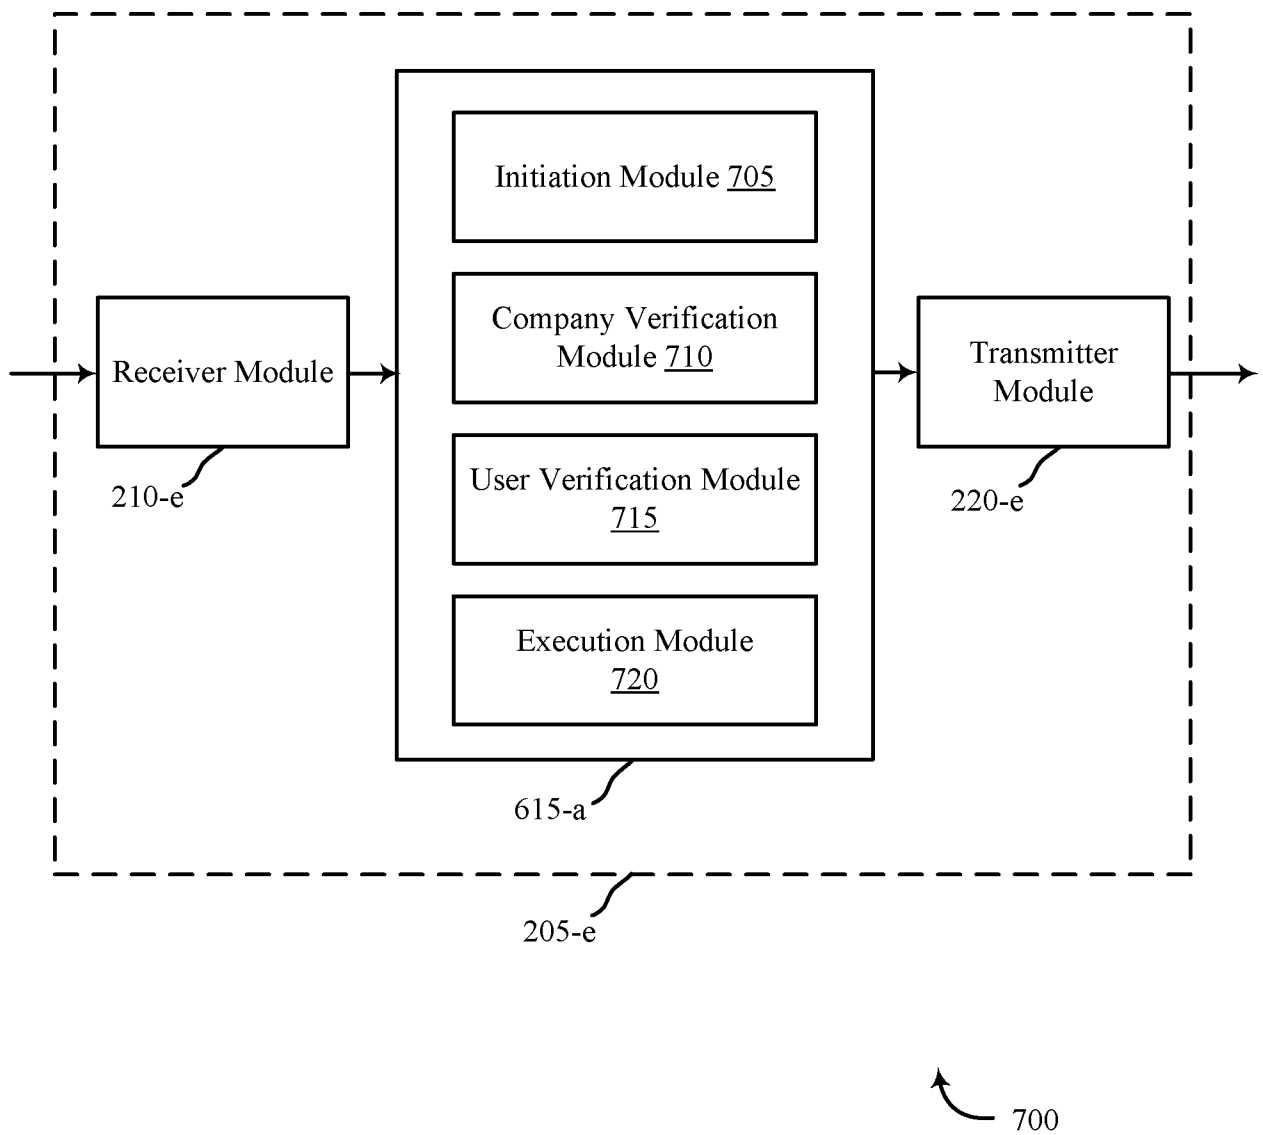 Initiation Module 705
Company Verification
Module 710
Receiver Module
Transmitter
Module
User Verification Module
715
210-e
220-e
Execution Module
720
615-a
205-e
700